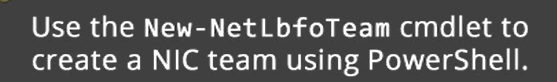 Use the New-NetLbfoTeam cmdlet to
create a NIC team using PowerShell.